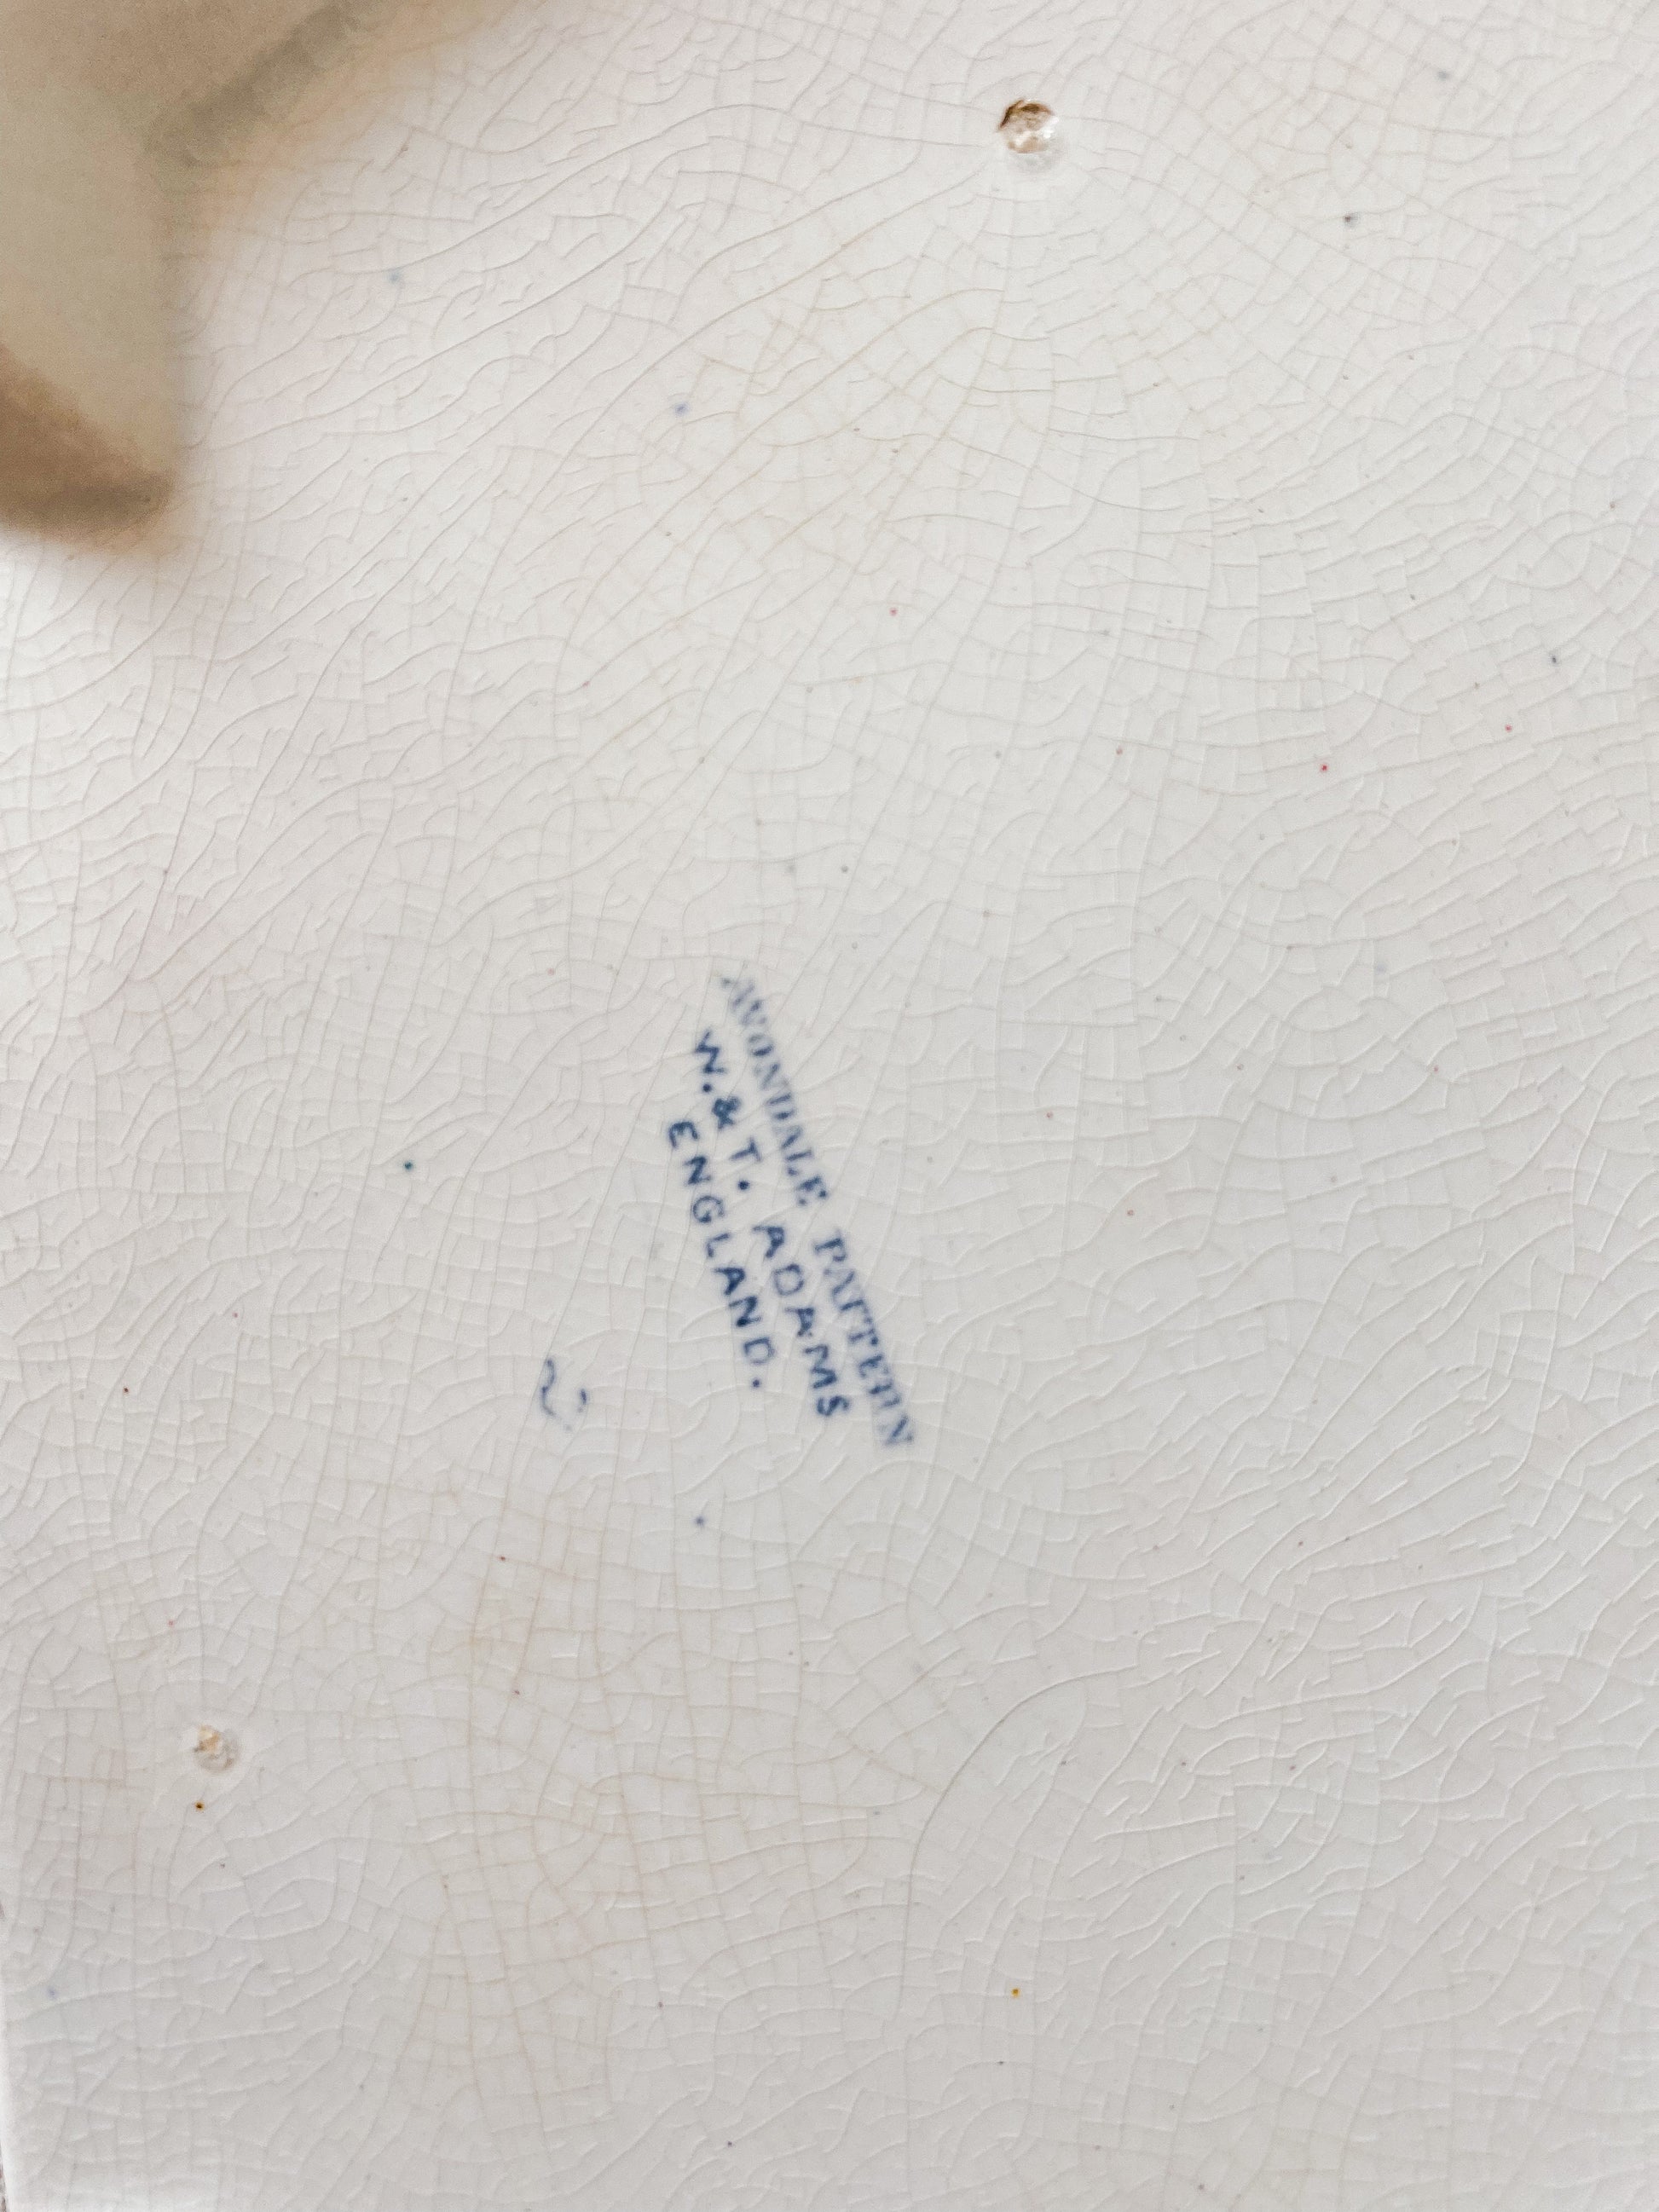 AVONDALE PATTERN
W. & T. ADAMS
ENGLAND.